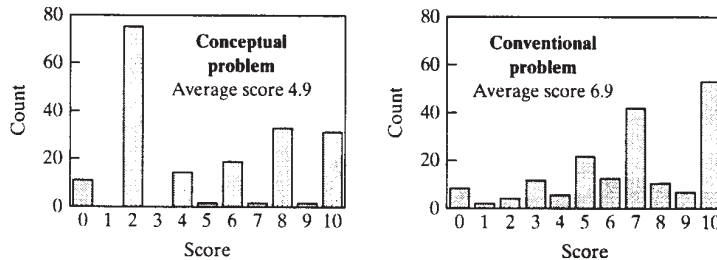 80
60
40
20
0
Count
Conceptual
problem
Average score 4.9
0 1 2 3 4 5 6 7 8 9 10
Score
80
60
40
20
0
Count
Conventional
problem
Average score 6.9
0 1 2 3 4 5 6 7 8 9 10
Score